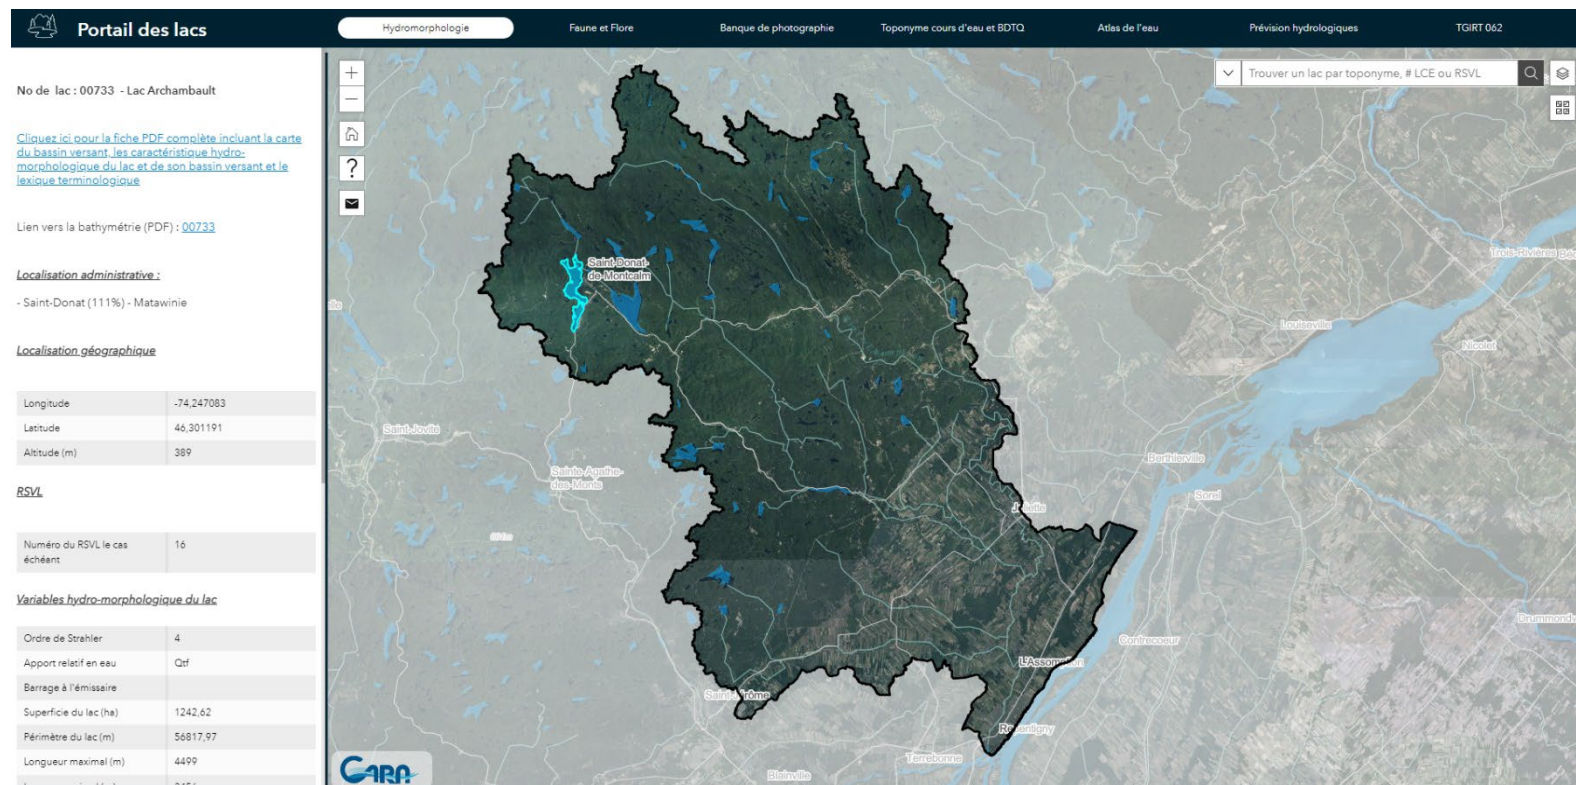 Portail des lacs
Hydromorphologie
Faune et Flore
Banque de photographie
Toponyme cours d'eau et BDTQ
Atlas de l'eau
Prévision hydrologiques
TGIRT 062
No de lac : 00733 - Lac Archambault
Cliquez ici pour la fiche PDF complète incluant la carte
du bassin versant, les caractéristique hydro-
morphologique du lac et de son bassin versant et le
lexique terminologique
Lien vers la bathymétrie (PDF) : 00733
Localisation administrative :
- Saint-Donat (111%) - Matawinie
Localisation géographique
Longitude -74,247083
Latitude 46,301191
Altitude (m) 389
RSVL
Numéro du RSVL le cas
échéant 16
Variables hydro-morphologique du lac
Ordre de Strahler 4
Apport relatif en eau Qtf
Barrage à l'émissaire
Superficie du lac (ha) 1242,62
Périmètre du lac (m) 56817,97
Longueur maximal (m) 4499
+
−
?
Trouver un lac par toponyme, # LCE ou RSVL
Saint-Donat-
de-Montcalm
Trois-Rivières
Louiseville
Nicolet
Saint-Jovite
Sainte-Agathe-
des-Monts
Berthierville
Sorel
Joliette
Contrecoeur
L'Assomption
Saint-Jérôme
Repentigny
Terrebonne
Blainville
Drummond
CARA